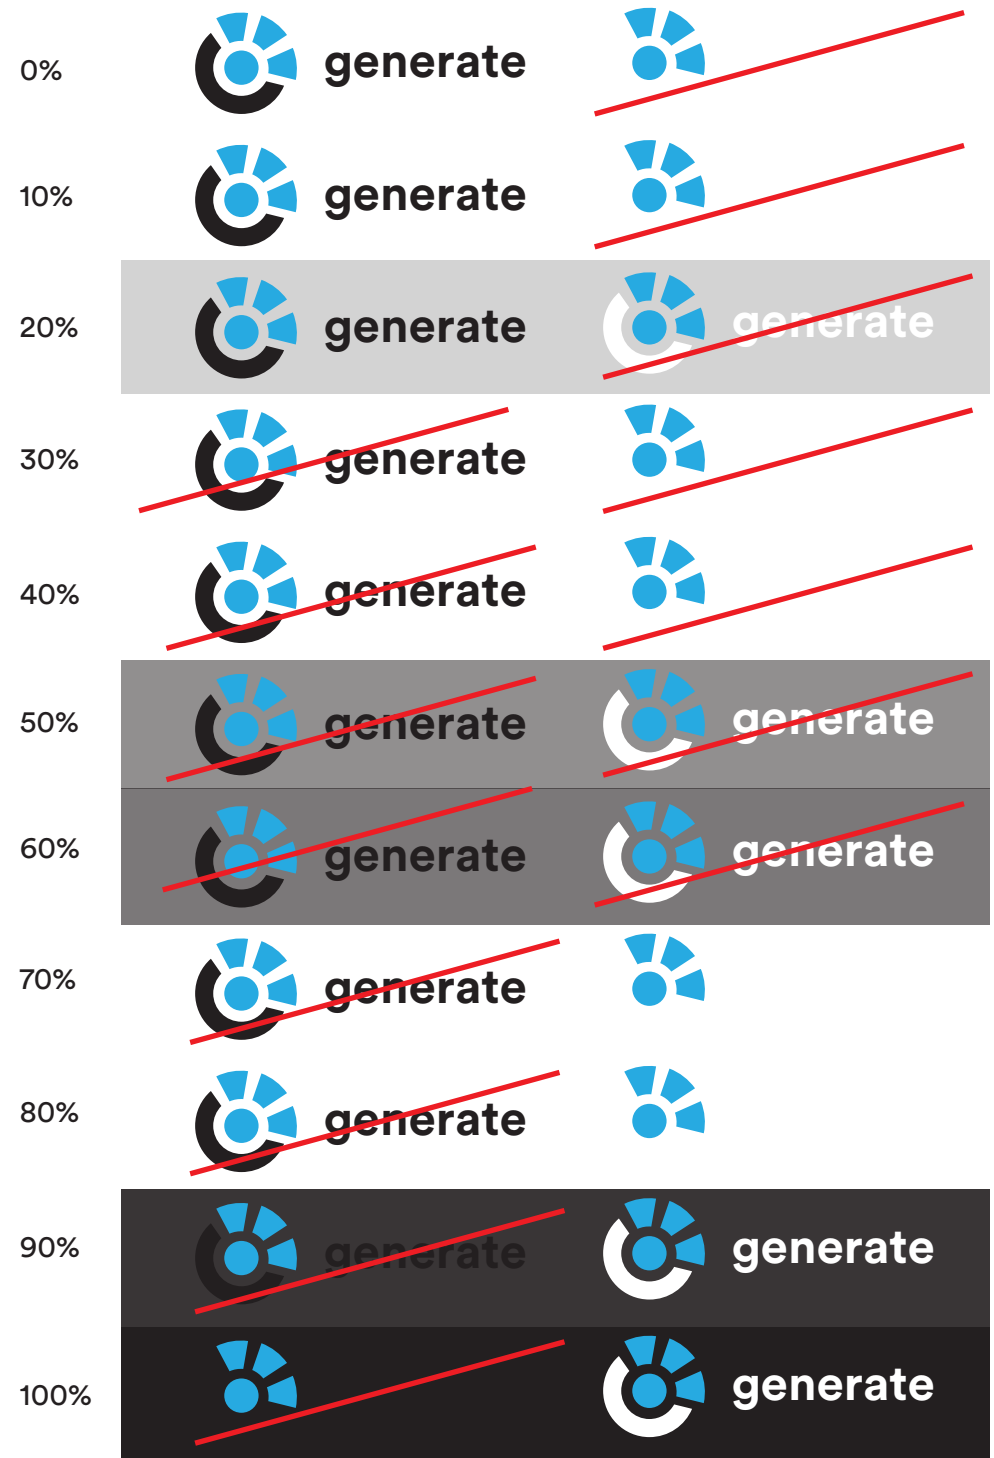 0% generate
10% generate
20% generate generate
30% generate
40% generate
50% generate generate
60% generate generate
70% generate
80% generate
90% generate generate
100% generate